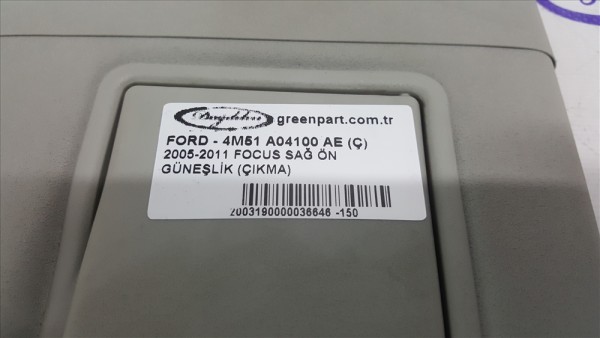 greenpart.com.tr
FORD - 4M51 A04100 AE (Ç)
2005-2011 FOCUS SAĞ ÖN
GÜNEŞLİK (ÇIKMA)
2003190000036646 -150